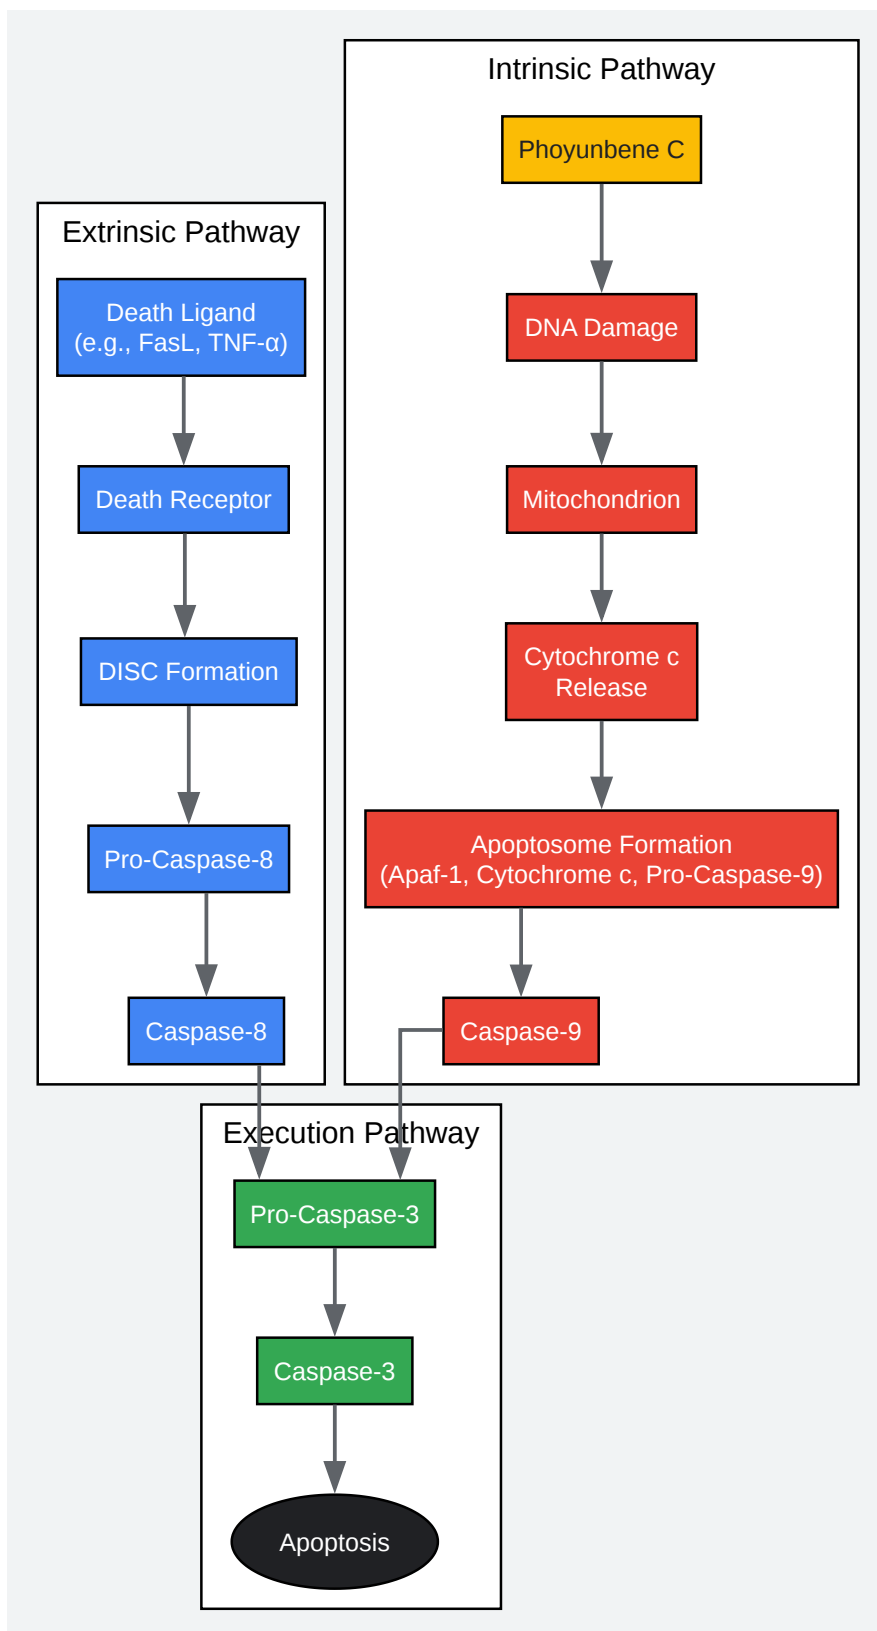 Intrinsic Pathway
Phoyunbene C
DNA Damage
Mitochondrion
Cytochrome c
Release
Apoptosome Formation
(Apaf-1, Cytochrome c, Pro-Caspase-9)
Caspase-9
Extrinsic Pathway
Death Ligand
(e.g., FasL, TNF-α)
Death Receptor
DISC Formation
Pro-Caspase-8
Caspase-8
Execution Pathway
Pro-Caspase-3
Caspase-3
Apoptosis